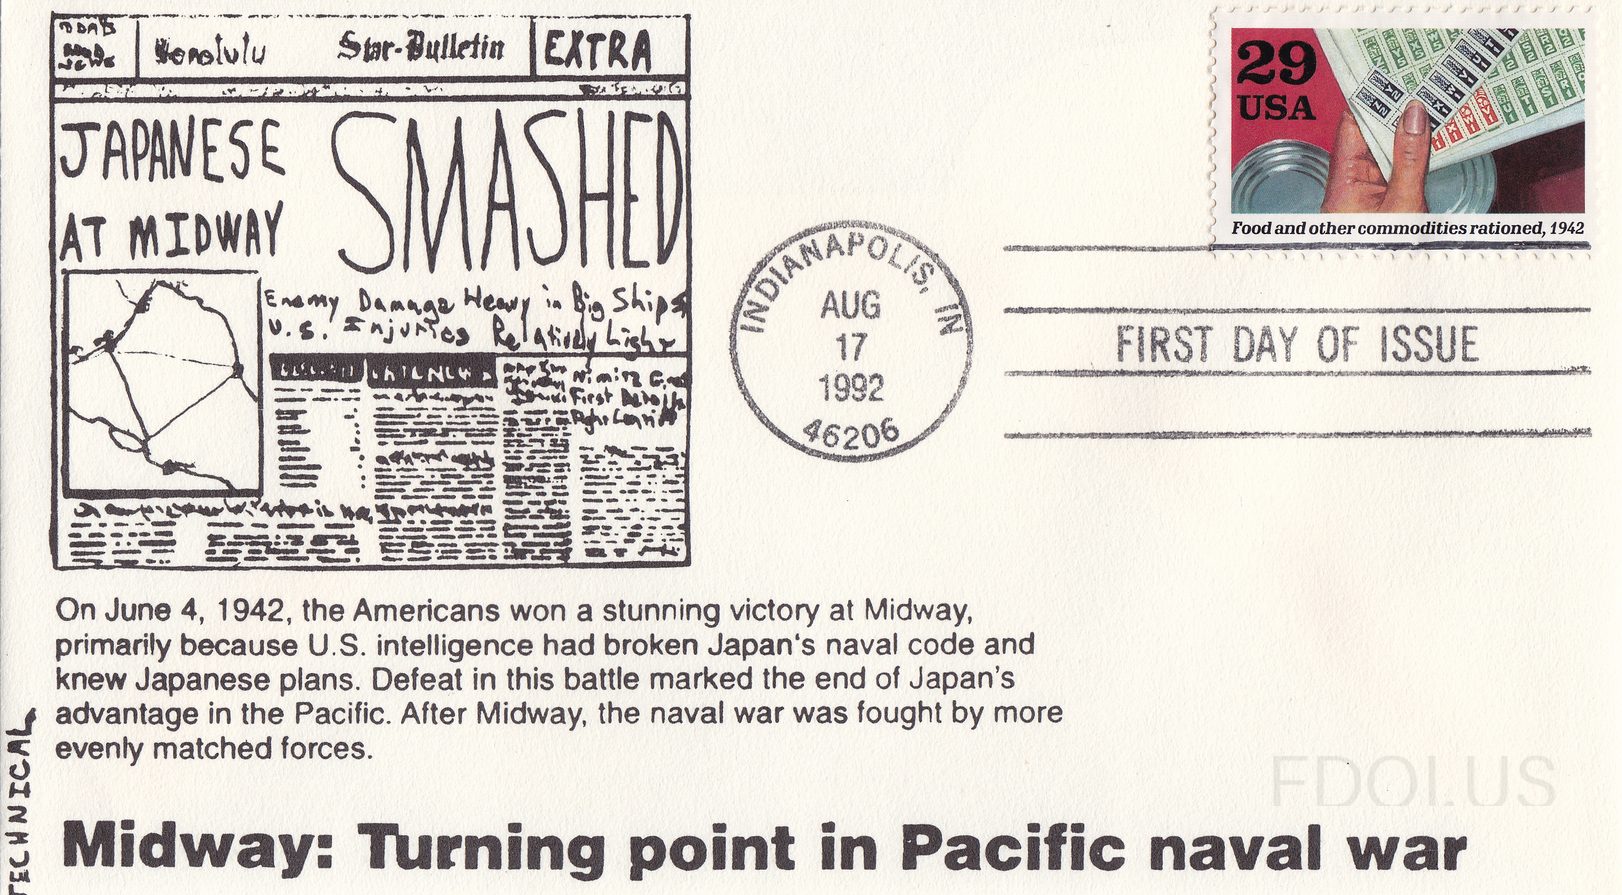 Honolulu Star-Bulletin EXTRA
JAPANESE
AT MIDWAY
SMASHED
Enemy Damage Heavy in Big Ships
U.S. Injuries Relatively Light
Nimitz
First
29
USA
Food and other commodities rationed, 1942
INDIANAPOLIS, IN
AUG
17
1992
46206
FIRST DAY OF ISSUE
On June 4, 1942, the Americans won a stunning victory at Midway,
primarily because U.S. intelligence had broken Japan's naval code and
knew Japanese plans. Defeat in this battle marked the end of Japan's
advantage in the Pacific. After Midway, the naval war was fought by more
evenly matched forces.
TECHNICAL
FDOI.US
Midway: Turning point in Pacific naval war